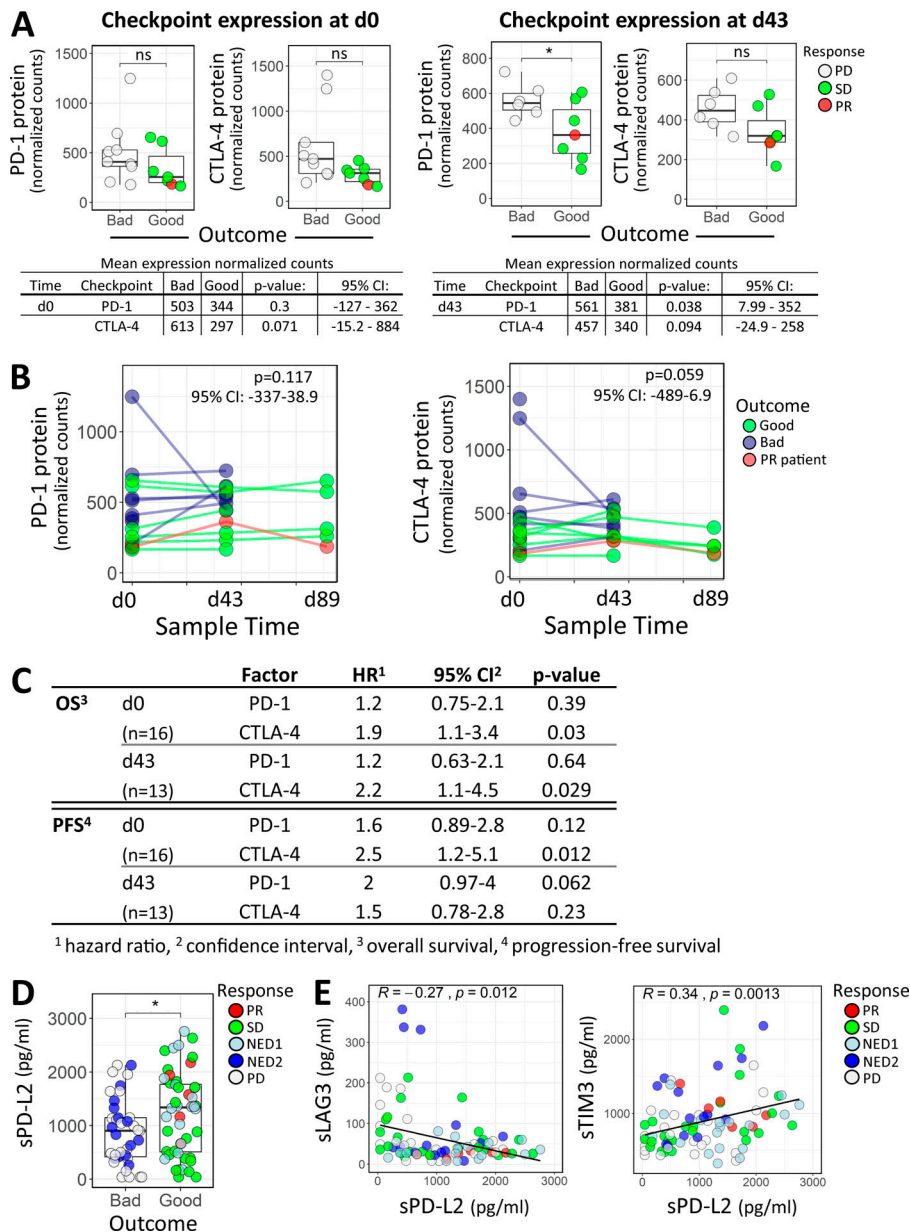 A
Checkpoint expression at d0
PD-1 protein
(normalized counts)
1500
1000
500
0
ns
Bad Good
CTLA-4 protein
(normalized counts)
1500
1000
500
0
ns
Bad Good
Outcome
Checkpoint expression at d43
PD-1 protein
(normalized counts)
800
600
400
200
0
*
Bad Good
CTLA-4 protein
(normalized counts)
600
400
200
0
ns
Bad Good
Outcome
Response
PD
SD
PR
Mean expression normalized counts
Time Checkpoint Bad Good p-value: 95% CI:
d0 PD-1 503 344 0.3 -127 - 362
CTLA-4 613 297 0.071 -15.2 - 884
Mean expression normalized counts
Time Checkpoint Bad Good p-value: 95% CI:
d43 PD-1 561 381 0.038 7.99 - 352
CTLA-4 457 340 0.094 -24.9 - 258
B
PD-1 protein
(normalized counts)
1000
500
0
p=0.117
95% CI: -337-38.9
d0 d43 d89
Sample Time
CTLA-4 protein
(normalized counts)
1500
1000
500
0
p=0.059
95% CI: -489-6.9
d0 d43 d89
Sample Time
Outcome
Good
Bad
PR patient
C
Factor HR1 95% CI2 p-value
OS3 d0 PD-1 1.2 0.75-2.1 0.39
(n=16) CTLA-4 1.9 1.1-3.4 0.03
d43 PD-1 1.2 0.63-2.1 0.64
(n=13) CTLA-4 2.2 1.1-4.5 0.029
PFS4 d0 PD-1 1.6 0.89-2.8 0.12
(n=16) CTLA-4 2.5 1.2-5.1 0.012
d43 PD-1 2 0.97-4 0.062
(n=13) CTLA-4 1.5 0.78-2.8 0.23
1 hazard ratio, 2 confidence interval, 3 overall survival, 4 progression-free survival
D
sPD-L2 (pg/ml)
3000
2000
1000
0
*
Bad Good
Outcome
Response
PR
SD
NED1
NED2
PD
E
R = −0.27 , p = 0.012
sLAG3 (pg/ml)
400
300
200
100
50
0
0 1000 2000 3000
sPD-L2 (pg/ml)
R = 0.34 , p = 0.0013
sTIM3 (pg/ml)
2000
1000
0
0 1000 2000 3000
sPD-L2 (pg/ml)
Response
PR
SD
NED1
NED2
PD